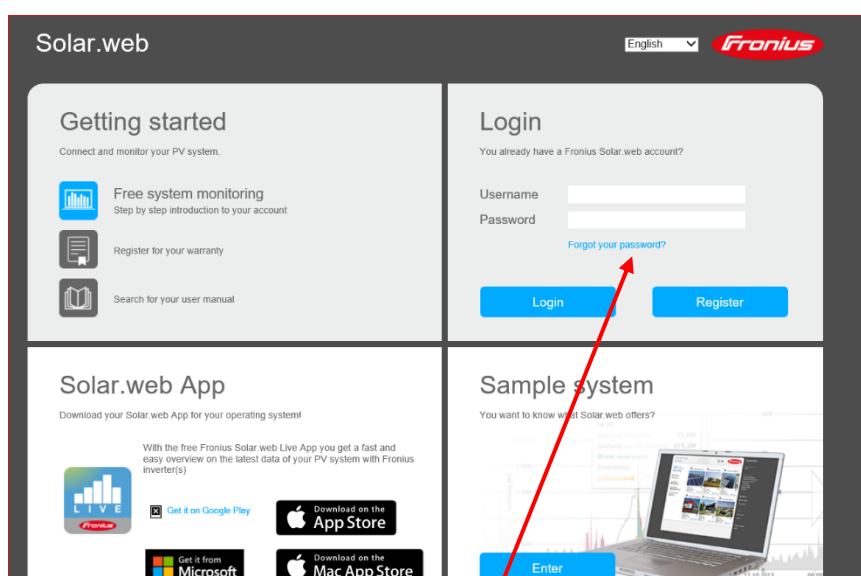 Solar.web
English
Fronius
Getting started
Connect and monitor your PV system.
Free system monitoring
Step by step introduction to your account
Register for your warranty
Search for your user manual
Login
You already have a Fronius Solar.web account?
Username
Password
Forgot your password?
Login
Register
Solar.web App
Download your Solar.web App for your operating system!
With the free Fronius Solar.web Live App you get a fast and
easy overview on the latest data of your PV system with Fronius
inverter(s)
LIVE
Fronius
Get it on Google Play
Download on the
App Store
Get it from
Microsoft
Download on the
Mac App Store
Sample system
You want to know what Solar.web offers?
Enter